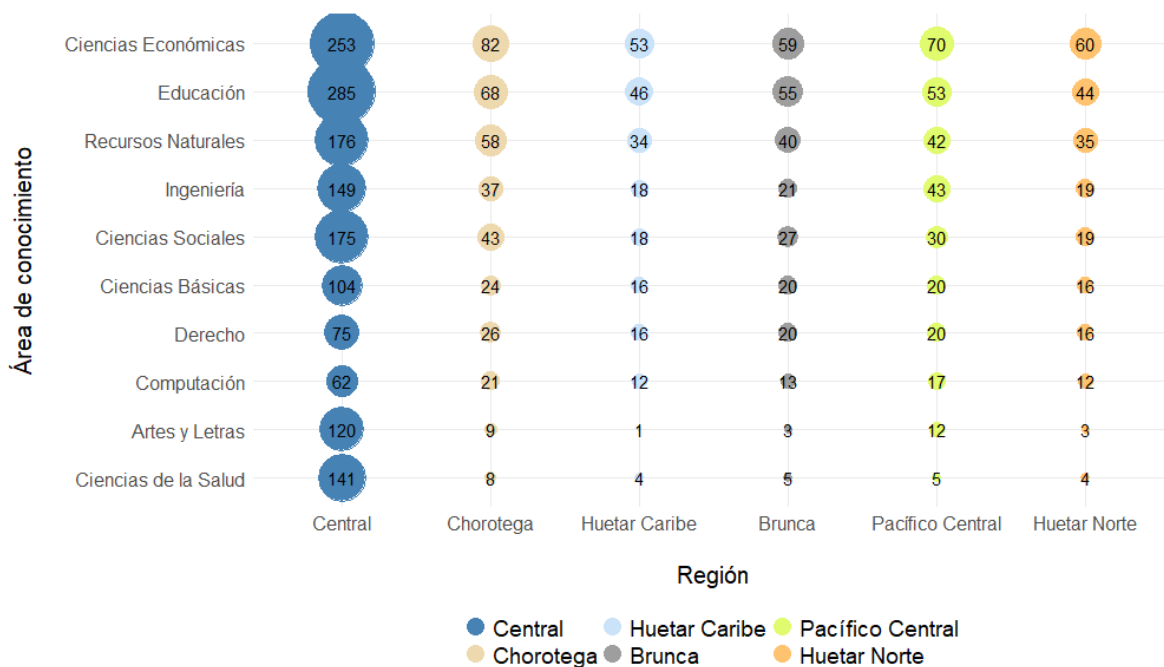 Ciencias Económicas 253 82 53 59 70 60
Educación 285 68 46 55 53 44
Recursos Naturales 176 58 34 40 42 35
Ingeniería 149 37 18 21 43 19
Ciencias Sociales 175 43 18 27 30 19
Ciencias Básicas 104 24 16 20 20 16
Derecho 75 26 16 20 20 16
Computación 62 21 12 13 17 12
Artes y Letras 120 9 1 3 12 3
Ciencias de la Salud 141 8 4 5 5 4
Área de conocimiento
Central Chorotega Huetar Caribe Brunca Pacífico Central Huetar Norte
Región
Central Huetar Caribe Pacífico Central
Chorotega Brunca Huetar Norte